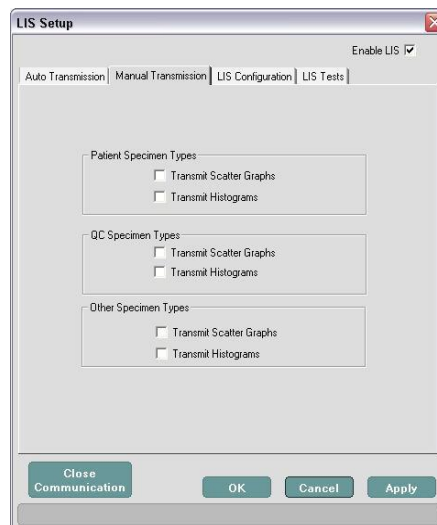 LIS Setup
Enable LIS
Auto Transmission Manual Transmission LIS Configuration LIS Tests
Patient Specimen Types
Transmit Scatter Graphs
Transmit Histograms
QC Specimen Types
Transmit Scatter Graphs
Transmit Histograms
Other Specimen Types
Transmit Scatter Graphs
Transmit Histograms
Close
Communication
OK Cancel Apply